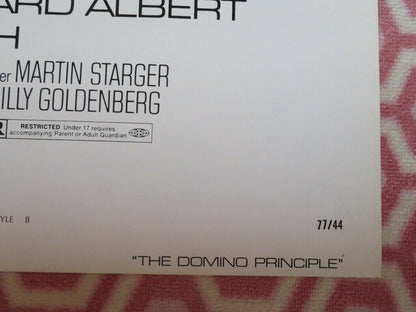 ARD ALBERT
H
er MARTIN STARGER
ILLY GOLDENBERG
R RESTRICTED Under 17 requires
accompanying Parent or Adult Guardian
TYLE B
77/44
"THE DOMINO PRINCIPLE"